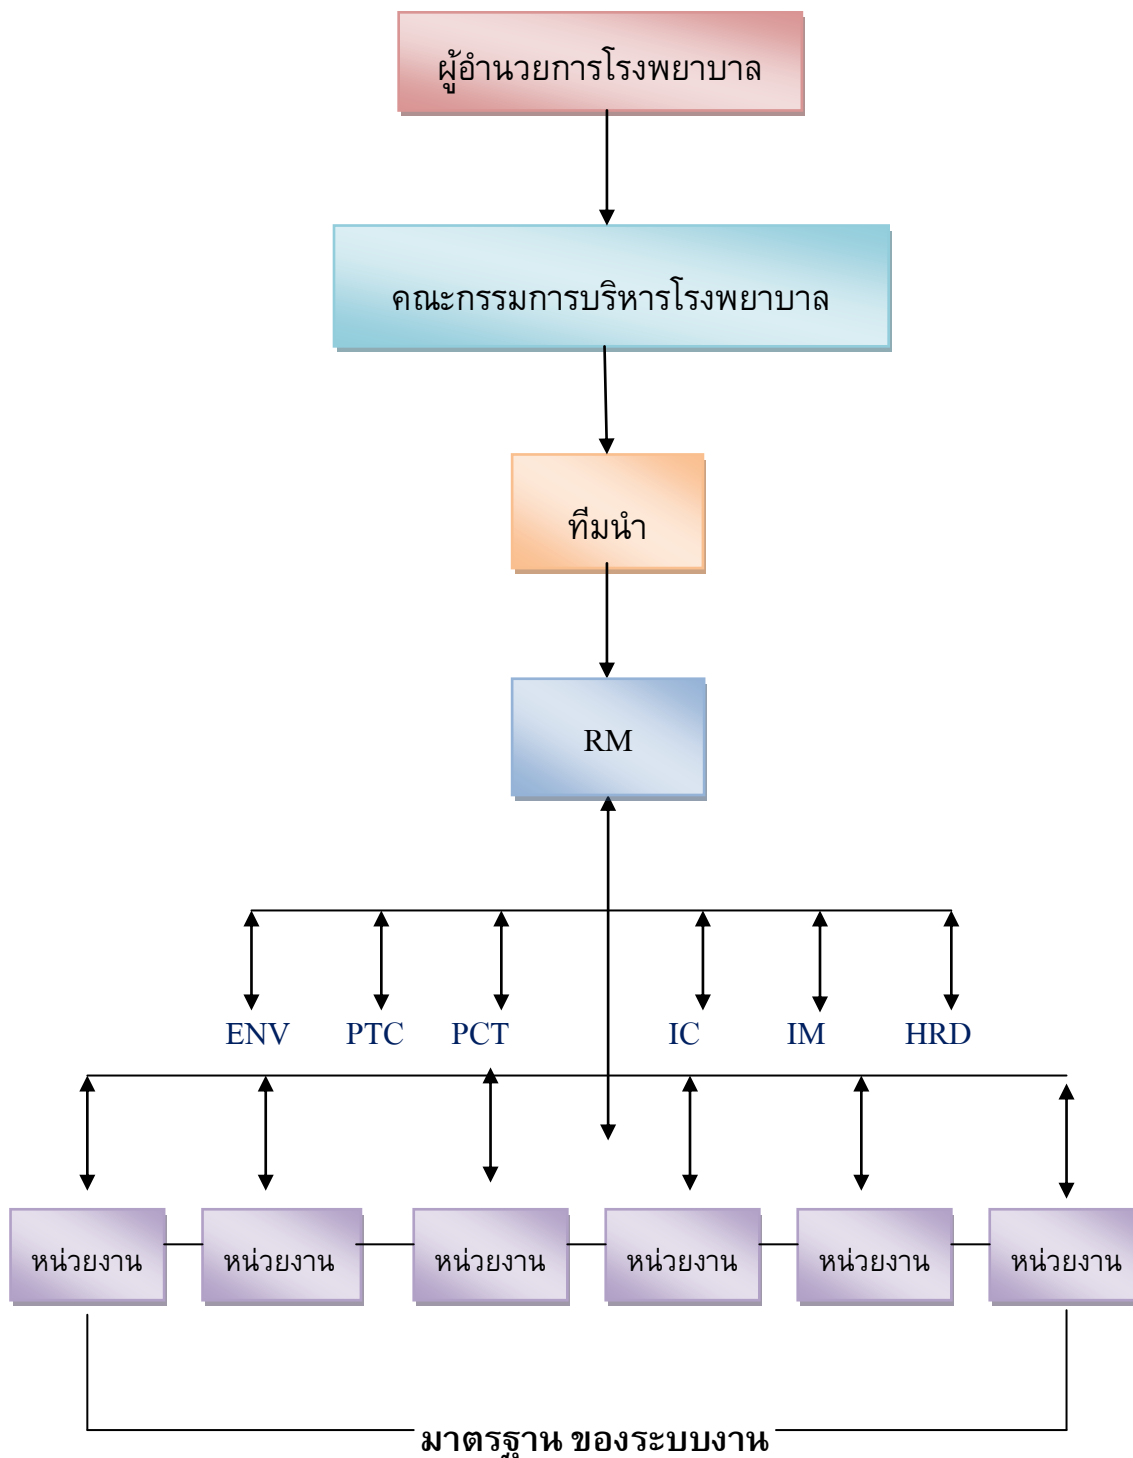 ผู้อำนวยการโรงพยาบาล
คณะกรรมการบริหารโรงพยาบาล
ทีมนำ
RM
ENV PTC PCT IC IM HRD
หน่วยงาน หน่วยงาน หน่วยงาน หน่วยงาน หน่วยงาน หน่วยงาน
มาตรฐาน ของระบบงาน